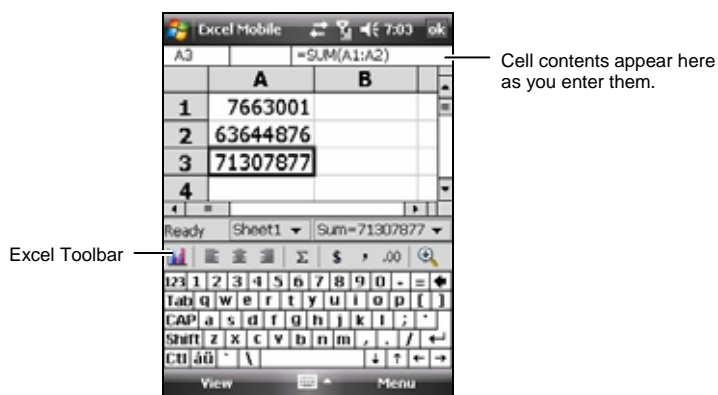 Excel Mobile 7:03 ok
A3 =SUM(A1:A2)
Cell contents appear here
as you enter them.
A B
1 7663001
2 63644876
3 71307877
4
Ready Sheet1 Sum=71307877
Excel Toolbar
Σ $ , .00
123 1 2 3 4 5 6 7 8 9 0 - =
Tab q w e r t y u i o p [ ]
CAP a s d f g h j k l ; '
Shift z x c v b n m , . /
Ctl áü ` \ ↓ ↑ ← →
View Menu